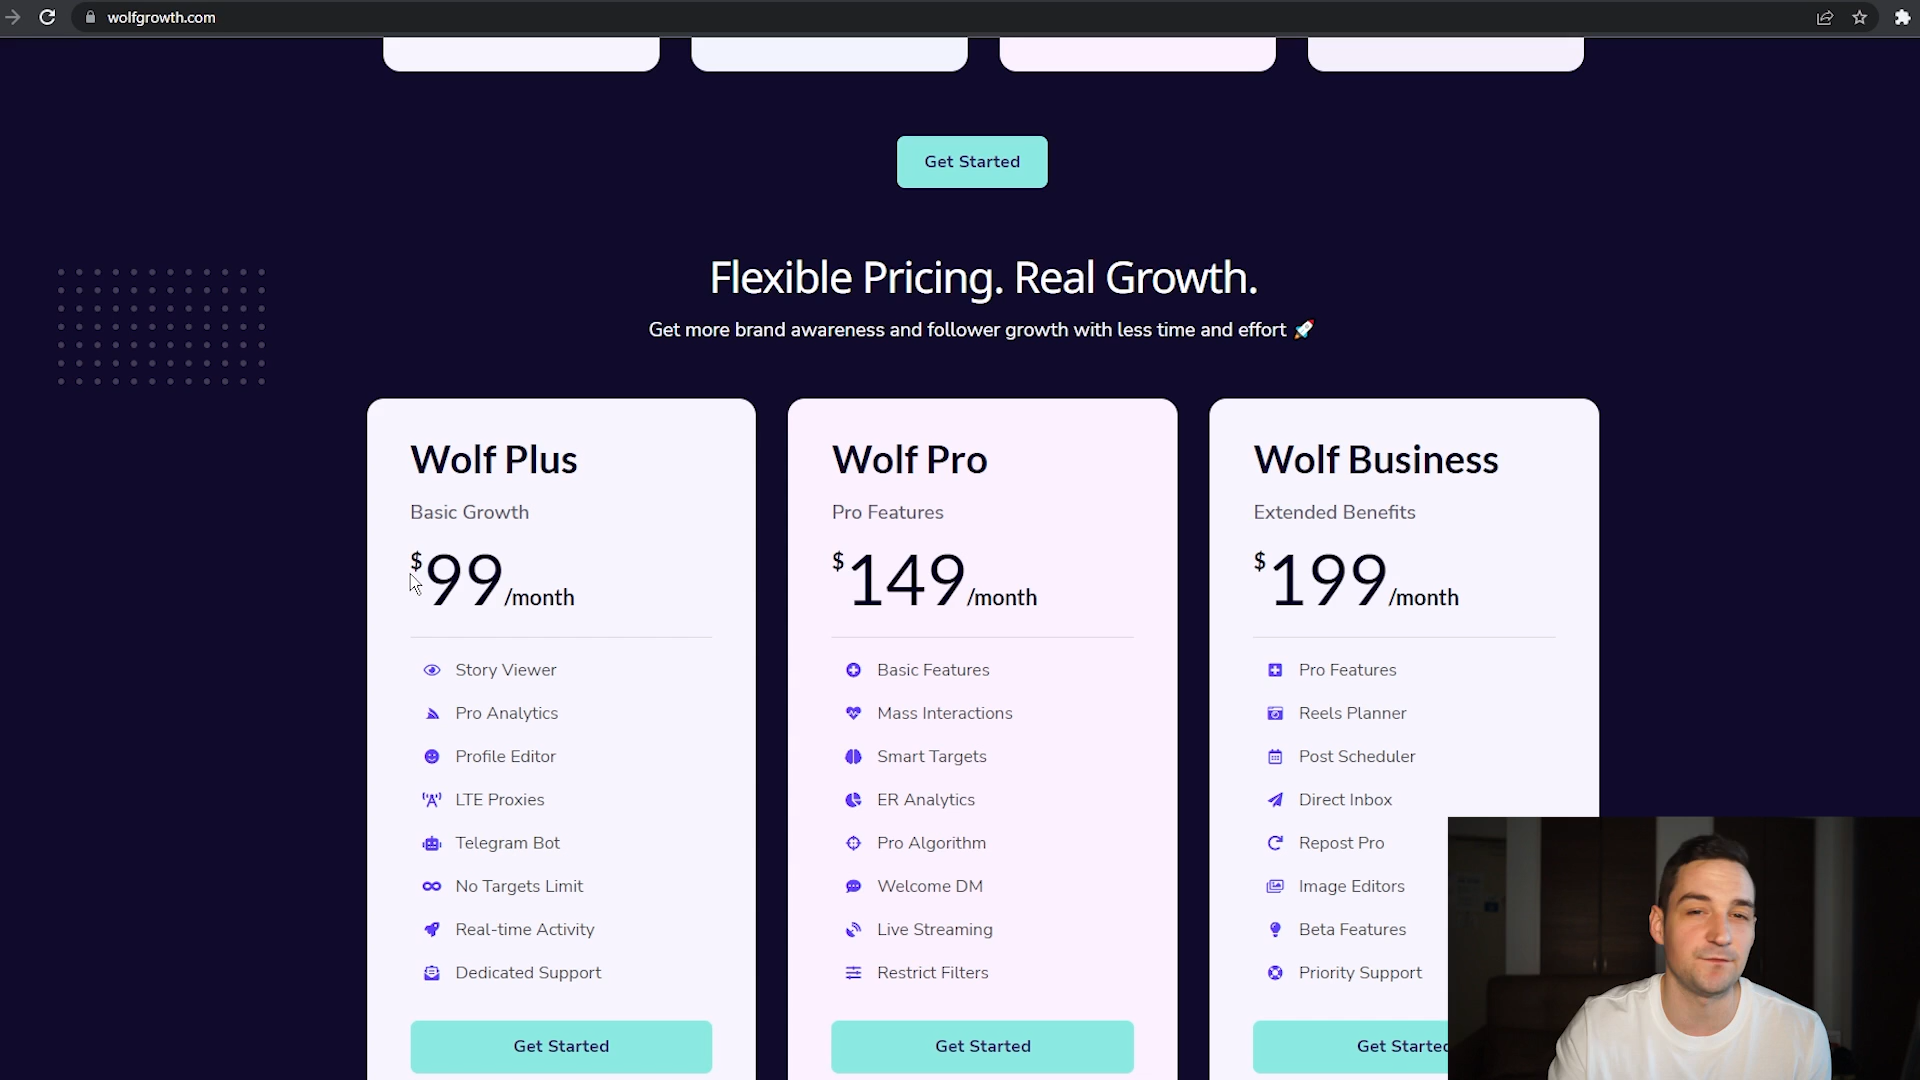 wolfgrowth.com
Get Started
Flexible Pricing. Real Growth.
Get more brand awareness and follower growth with less time and effort 🚀
Wolf Plus
Basic Growth
$99/month
Story Viewer
Pro Analytics
Profile Editor
LTE Proxies
Telegram Bot
No Targets Limit
Real-time Activity
Dedicated Support
Get Started
Wolf Pro
Pro Features
$149/month
Basic Features
Mass Interactions
Smart Targets
ER Analytics
Pro Algorithm
Welcome DM
Live Streaming
Restrict Filters
Get Started
Wolf Business
Extended Benefits
$199/month
Pro Features
Reels Planner
Post Scheduler
Direct Inbox
Repost Pro
Image Editors
Beta Features
Priority Support
Get Started